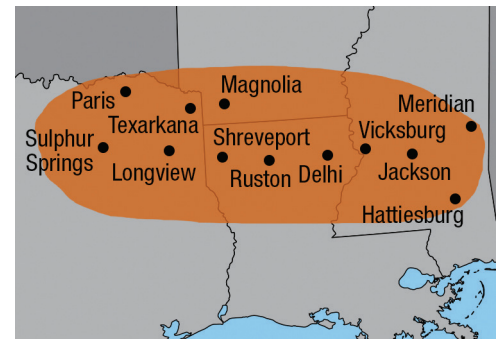 Magnolia
Paris
Meridian
Texarkana
Vicksburg
Sulphur
Springs
Shreveport
Longview
Ruston
Delhi
Jackson
Hattiesburg